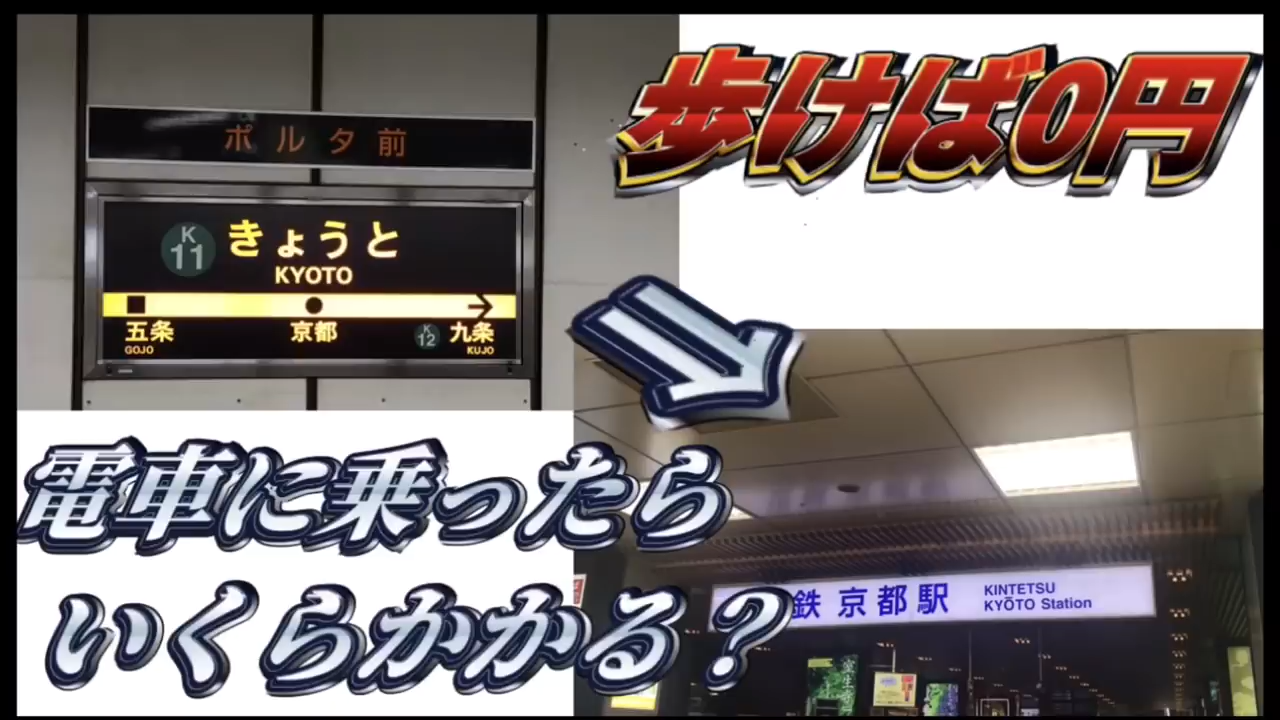 歩けば0円
ポルタ前
K
11
きょうと
KYOTO
五条
GOJO
京都
K
12
九条
KUJO
電車に乗ったら
いくらかかる？
鉄 京都駅
KINTETSU
KYŌTO Station